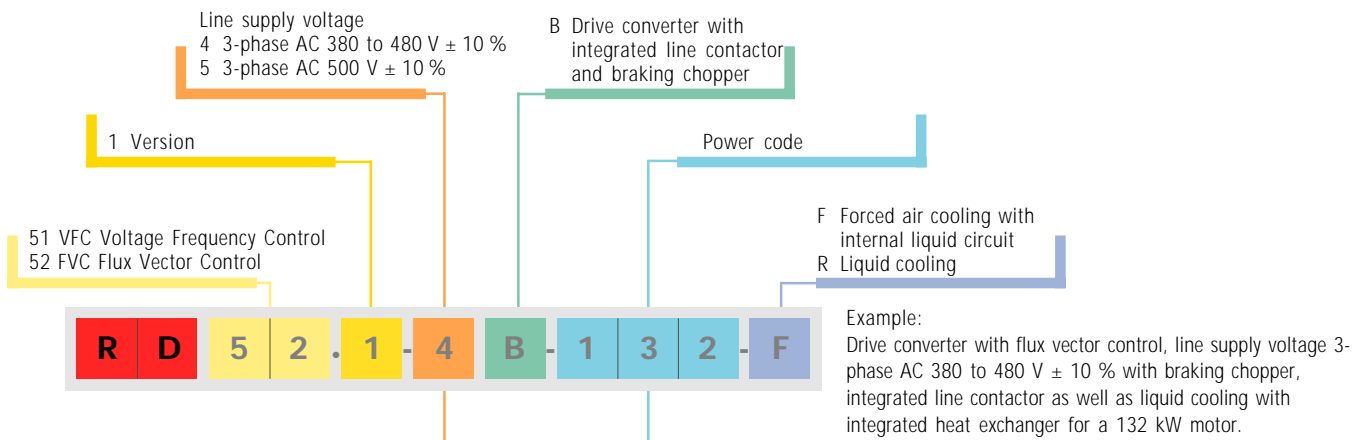 Line supply voltage
4 3-phase AC 380 to 480 V ± 10 %
5 3-phase AC 500 V ± 10 %
B Drive converter with
integrated line contactor
and braking chopper
1 Version
Power code
51 VFC Voltage Frequency Control
52 FVC Flux Vector Control
F Forced air cooling with
internal liquid circuit
R Liquid cooling
R D 5 2 . 1 - 4 B - 1 3 2 - F
Example:
Drive converter with flux vector control, line supply voltage 3-
phase AC 380 to 480 V ± 10 % with braking chopper,
integrated line contactor as well as liquid cooling with
integrated heat exchanger for a 132 kW motor.